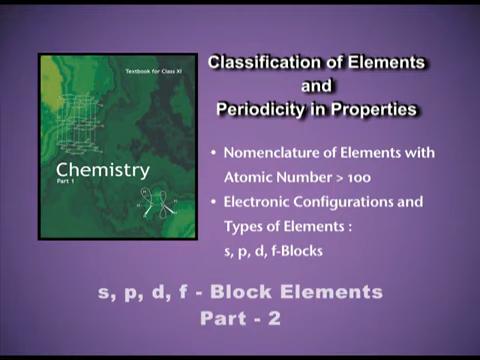 Textbook for Class XI
Chemistry
Part 1
Classification of Elements
and
Periodicity in Properties
• Nomenclature of Elements with
Atomic Number > 100
• Electronic Configurations and
Types of Elements :
s, p, d, f-Blocks
s, p, d, f - Block Elements
Part - 2